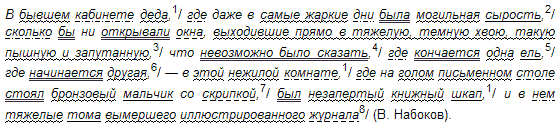 В бывшем кабинете деда,¹/ где даже в самые жаркие дни была могильная сырость,²/
сколько бы ни открывали окна, выходившие прямо в тяжелую, темную хвою, такую
пышную и запутанную,³/ что невозможно было сказать,⁴/ где кончается одна ель,⁵/
где начинается другая,⁶/ — в этой нежилой комнате,¹/ где на голом письменном столе
стоял бронзовый мальчик со скрипкой,⁷/ был незапертый книжный шкап,¹/ и в нем
тяжелые тома вымершего иллюстрированного журнала⁸/ (В. Набоков).